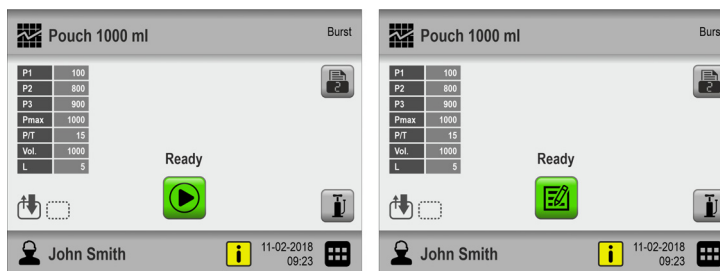 Pouch 1000 ml Burst
P1 100
P2 800
P3 900
Pmax 1000
P/T 15
Vol. 1000
L 5
Ready
John Smith
i
11-02-2018
09:23
Pouch 1000 ml Burs
P1 100
P2 800
P3 900
Pmax 1000
P/T 15
Vol. 1000
L 5
Ready
John Smith
i
11-02-2018
09:23